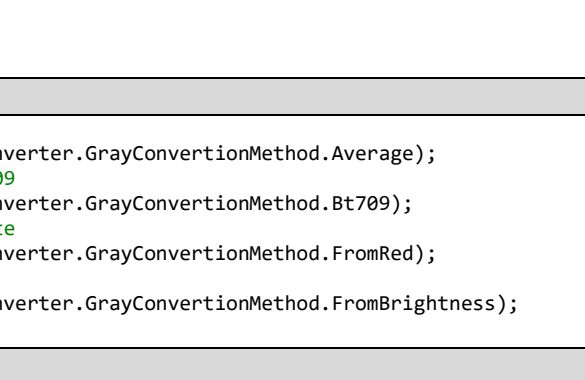 nverter.GrayConvertionMethod.Average);
09
nverter.GrayConvertionMethod.Bt709);
te
nverter.GrayConvertionMethod.FromRed);
nverter.GrayConvertionMethod.FromBrightness);